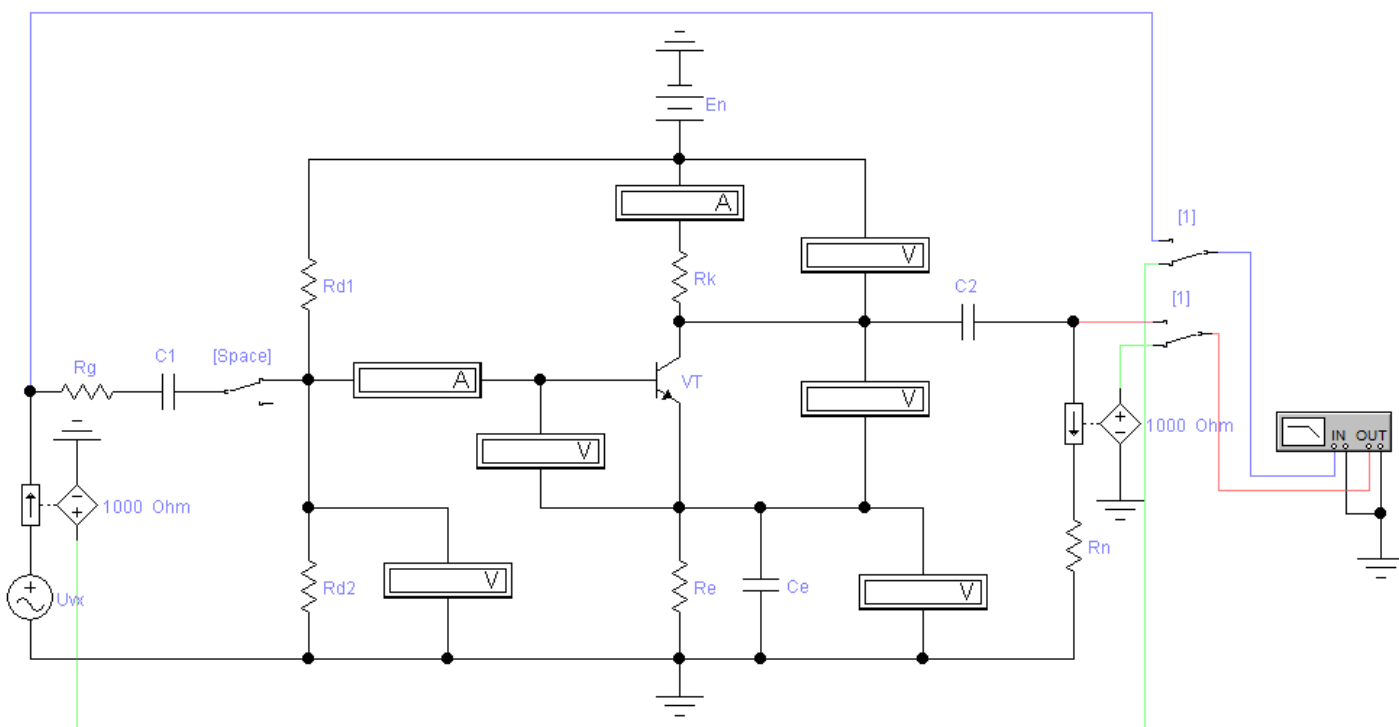 En
A
[1]
V
Rk
Rd1
C2
[1]
[Space]
C1
Rg
A
VT
V
V
1000 Ohm
IN OUT
1000 Ohm
Rn
V
V
Rd2
Re
Ce
Uvx